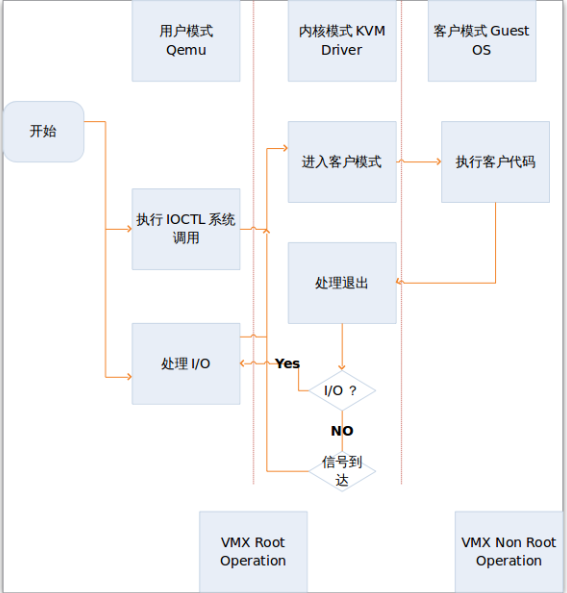 用户模式
Qemu
内核模式 KVM
Driver
客户模式 Guest
OS
开始
进入客户模式
执行客户代码
执行 IOCTL 系统
调用
处理退出
处理 I/O
Yes
I/O ？
NO
信号到
达
VMX Root
Operation
VMX Non Root
Operation